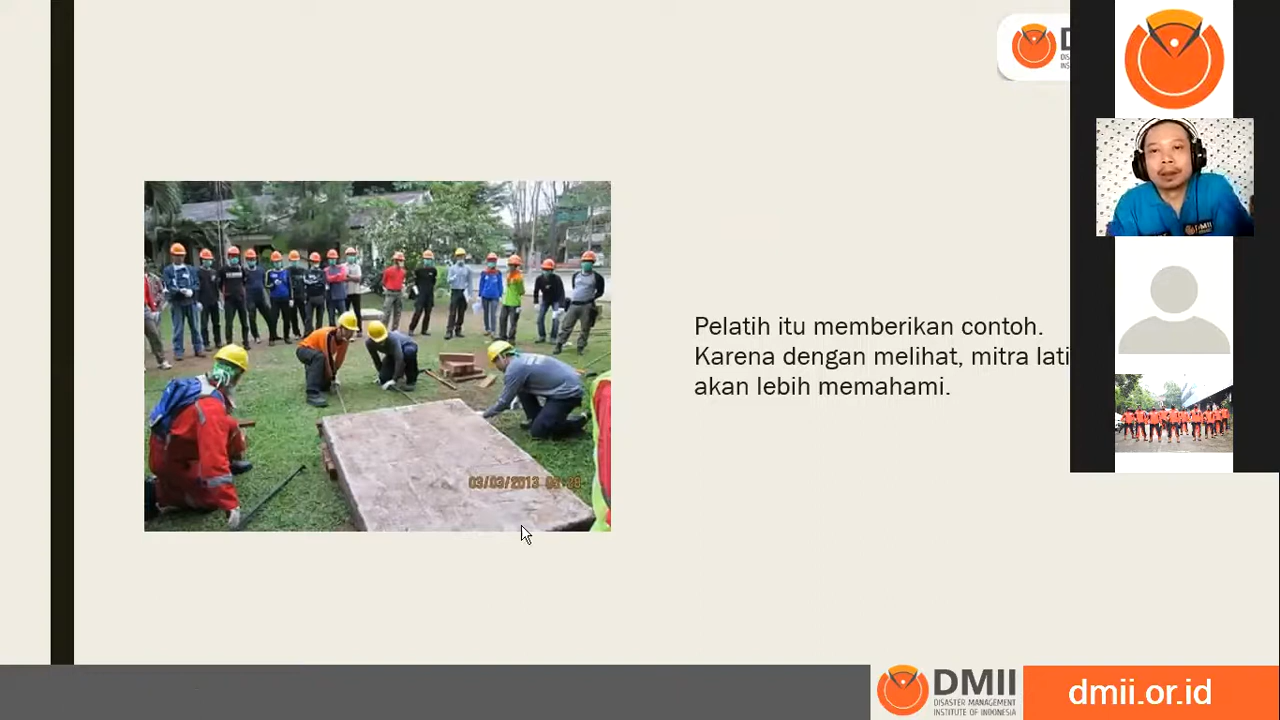 Pelatih itu memberikan contoh.
Karena dengan melihat, mitra lati
akan lebih memahami.
03/03/2013
DMII
DISASTER MANAGEMENT
INSTITUTE OF INDONESIA
dmii.or.id
DMII